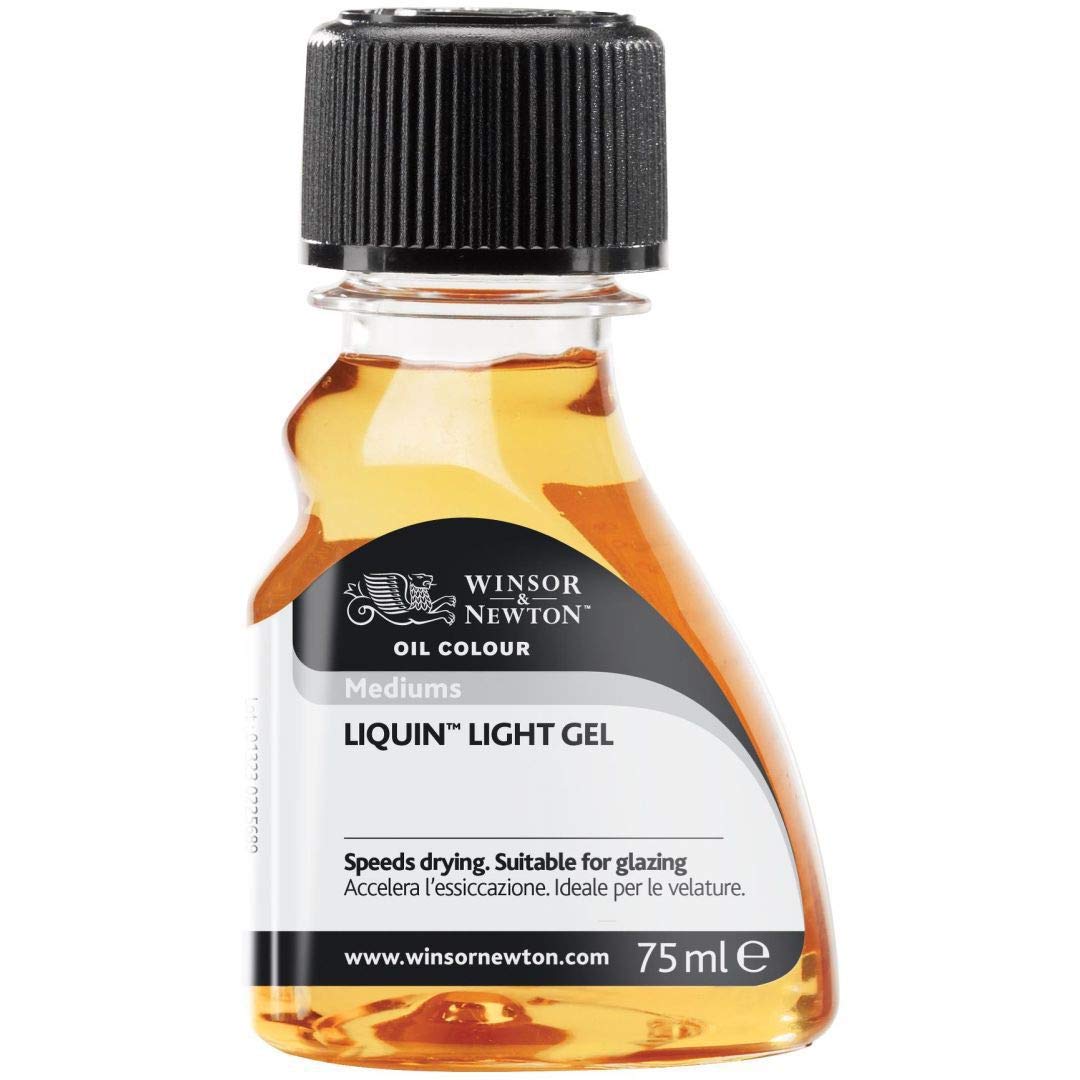 WINSOR
&
NEWTON™
OIL COLOUR
Mediums
LIQUIN™ LIGHT GEL
Speeds drying. Suitable for glazing
Accelera l'essiccazione. Ideale per le velature.
www.winsornewton.com 75 ml ℮